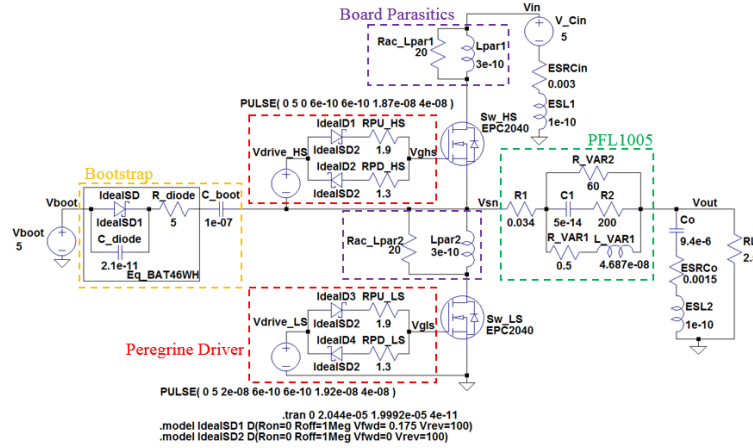 Board Parasitics
Vin
V_Cin
5
Rac_Lpar1
20
Lpar1
3e-10
ESRCin
0.003
ESL1
1e-10
PULSE( 0 5 0 6e-10 6e-10 1.87e-08 4e-08 )
Sw_HS
EPC2040
IdealD1
RPU_HS
IdealSD2
1.9
Vdrive_HS
Vghs
IdealD2
RPD_HS
IdealSD2
1.3
PFL1005
R_VAR2
60
Bootstrap
Vboot
IdealSD
R_diode
C_boot
IdealSD1
5
1e-07
C_diode
2.1e-11
Eq_BAT46WH
Vboot
5
Vsn
R1
0.034
C1
5e-14
R2
200
R_VAR1
0.5
L_VAR1
4.687e-08
Vout
Co
9.4e-6
RL
2.
ESRCo
0.0015
ESL2
1e-10
Rac_Lpar2
20
Lpar2
3e-10
IdealD3
RPU_LS
IdealSD2
1.9
Vdrive_LS
Vgls
IdealD4
RPD_LS
IdealSD2
1.3
Sw_LS
EPC2040
Peregrine Driver
PULSE( 0 5 2e-08 6e-10 6e-10 1.92e-08 4e-08 )
.tran 0 2.044e-05 1.9992e-05 4e-11
.model IdealSD1 D(Ron=0 Roff=1Meg Vfwd= 0.175 Vrev=100)
.model IdealSD2 D(Ron=0 Roff=1Meg Vfwd=0 Vrev=100)